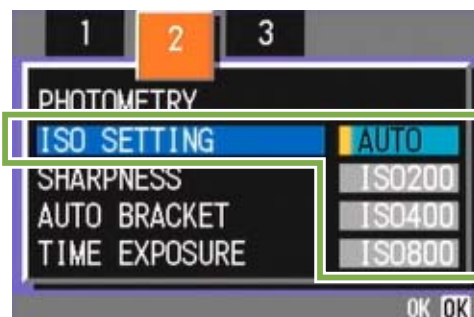 1 2 3
PHOTOMETRY
ISO SETTING AUTO
SHARPNESS ISO200
AUTO BRACKET ISO400
TIME EXPOSURE ISO800
OK OK